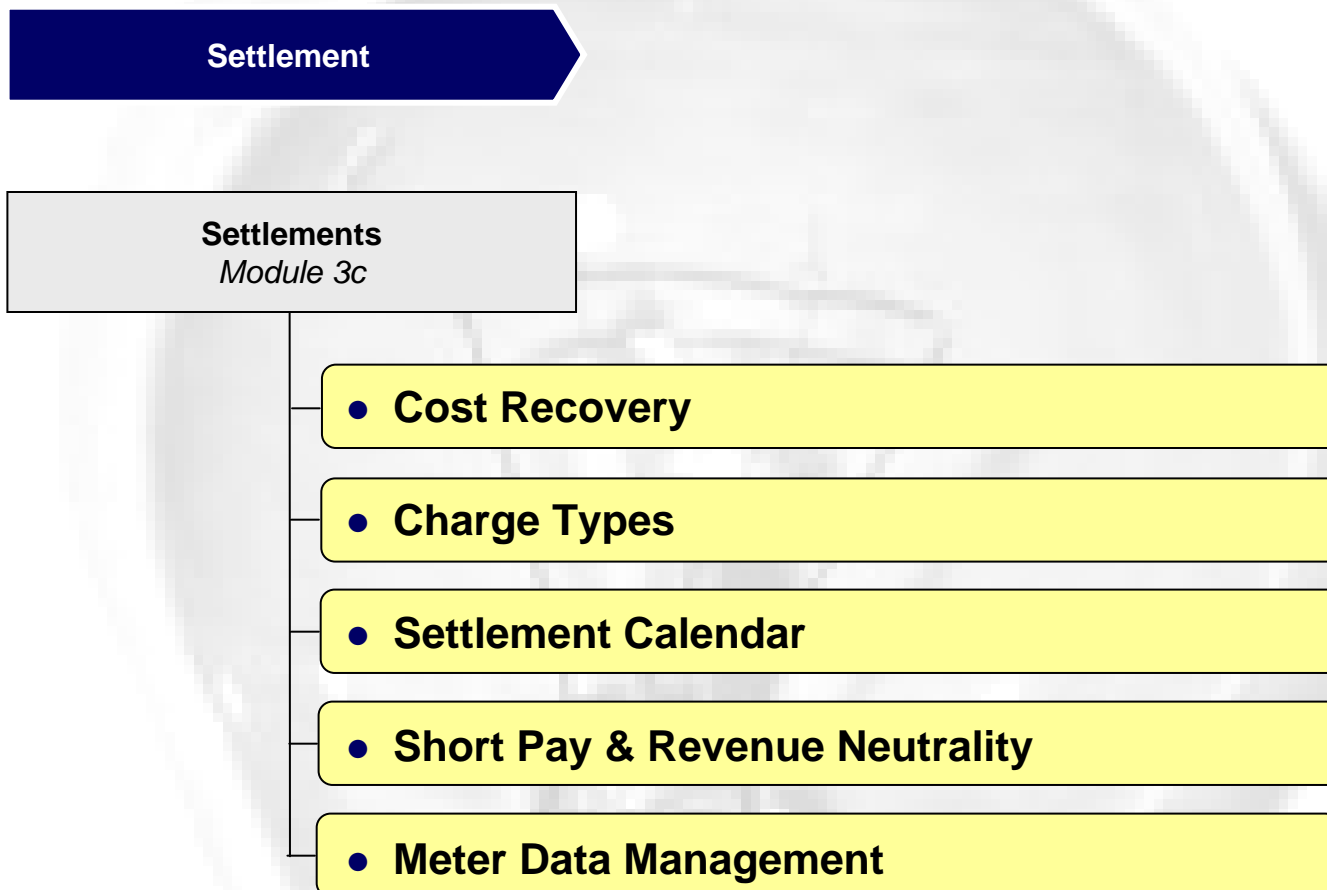 Settlement
Settlements
Module 3c
● Cost Recovery
● Charge Types
● Settlement Calendar
● Short Pay & Revenue Neutrality
● Meter Data Management